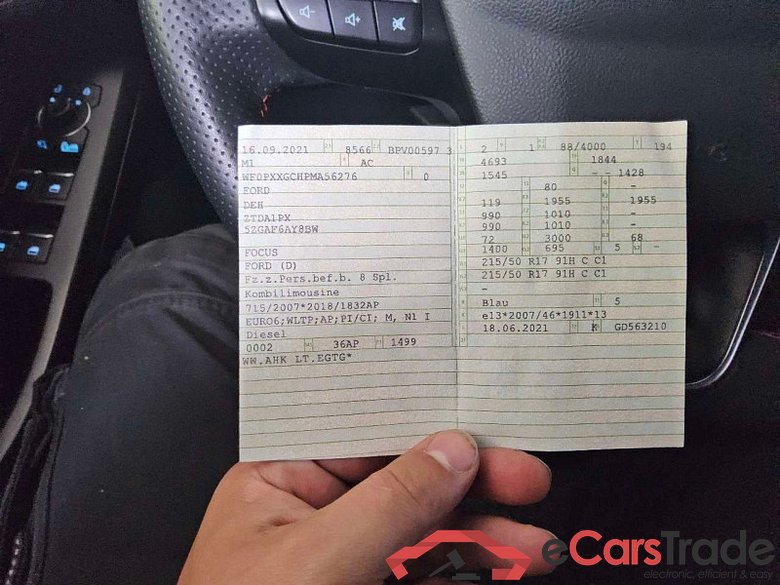 16.09.2021 8566 BPV00597 3
M1 AC
WF0PXXGCHPMA56276 0
FORD
DEH
ZTDA1PX
5ZGAF6AY8BW
FOCUS
FORD (D)
Fz.z.Pers.bef.b. 8 Spl.
Kombilimousine
715/2007*2018/1832AP
EURO6;WLTP;AP;PI/CI; M, N1 I
Diesel
0002 36AP 1499
WW.AHK LT.EGTG*
2 1 88/4000 194
4693 1844
1545 - - 1428
80 -
119 1955 1955
990 1010 -
990 1010 -
72 3000 68
1400 695 5 -
215/50 R17 91H C C1
215/50 R17 91H C C1
-
Blau 5
e13*2007/46*1911*13
18.06.2021 K GD563210
eCarsTrade
electronic, efficient & easy